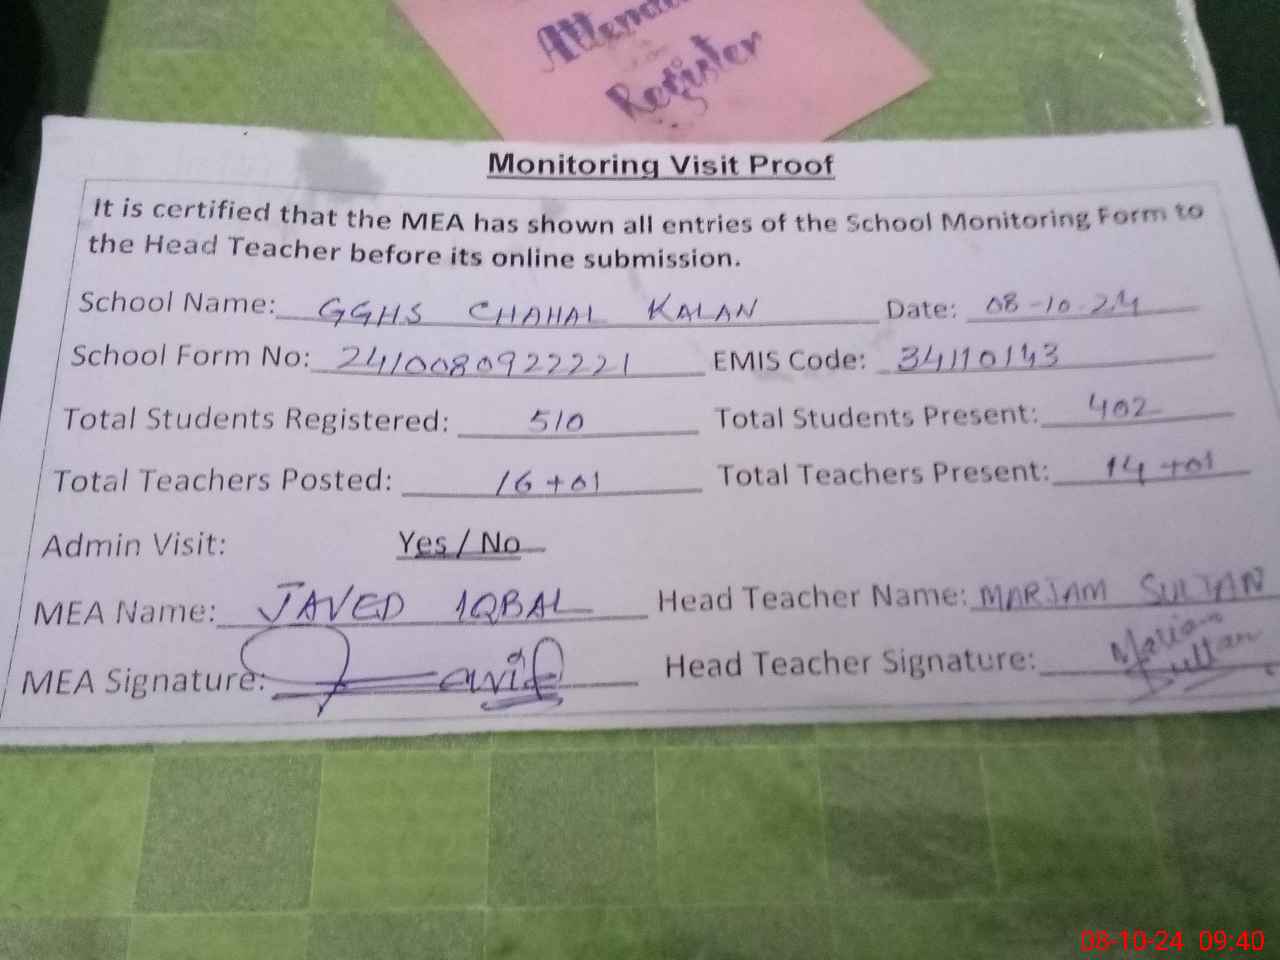 Register
Monitoring Visit Proof
It is certified that the MEA has shown all entries of the School Monitoring Form to
the Head Teacher before its online submission.
School Name: GGHS CHAHAL KALAN Date: 08-10-24
School Form No: 2410080922221 EMIS Code: 34110143
Total Students Registered: 510 Total Students Present: 402
Total Teachers Posted: 16+01 Total Teachers Present: 14+01
Admin Visit: Yes / No
MEA Name: JAVED IQBAL Head Teacher Name: MARIAM SULTAN
MEA Signature: Head Teacher Signature: Mariam
Sultan
08-10-24 09:40